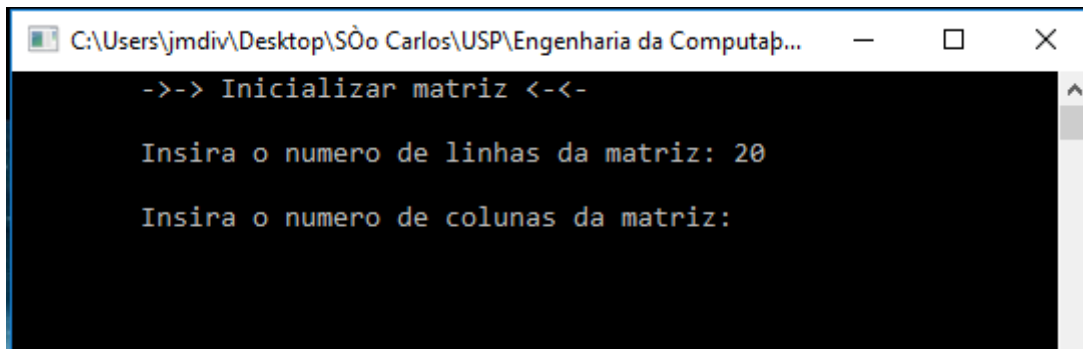 C:\Users\jmdiv\Desktop\SÒo Carlos\USP\Engenharia da Computaþ...
->-> Inicializar matriz <-<-
Insira o numero de linhas da matriz: 20
Insira o numero de colunas da matriz: